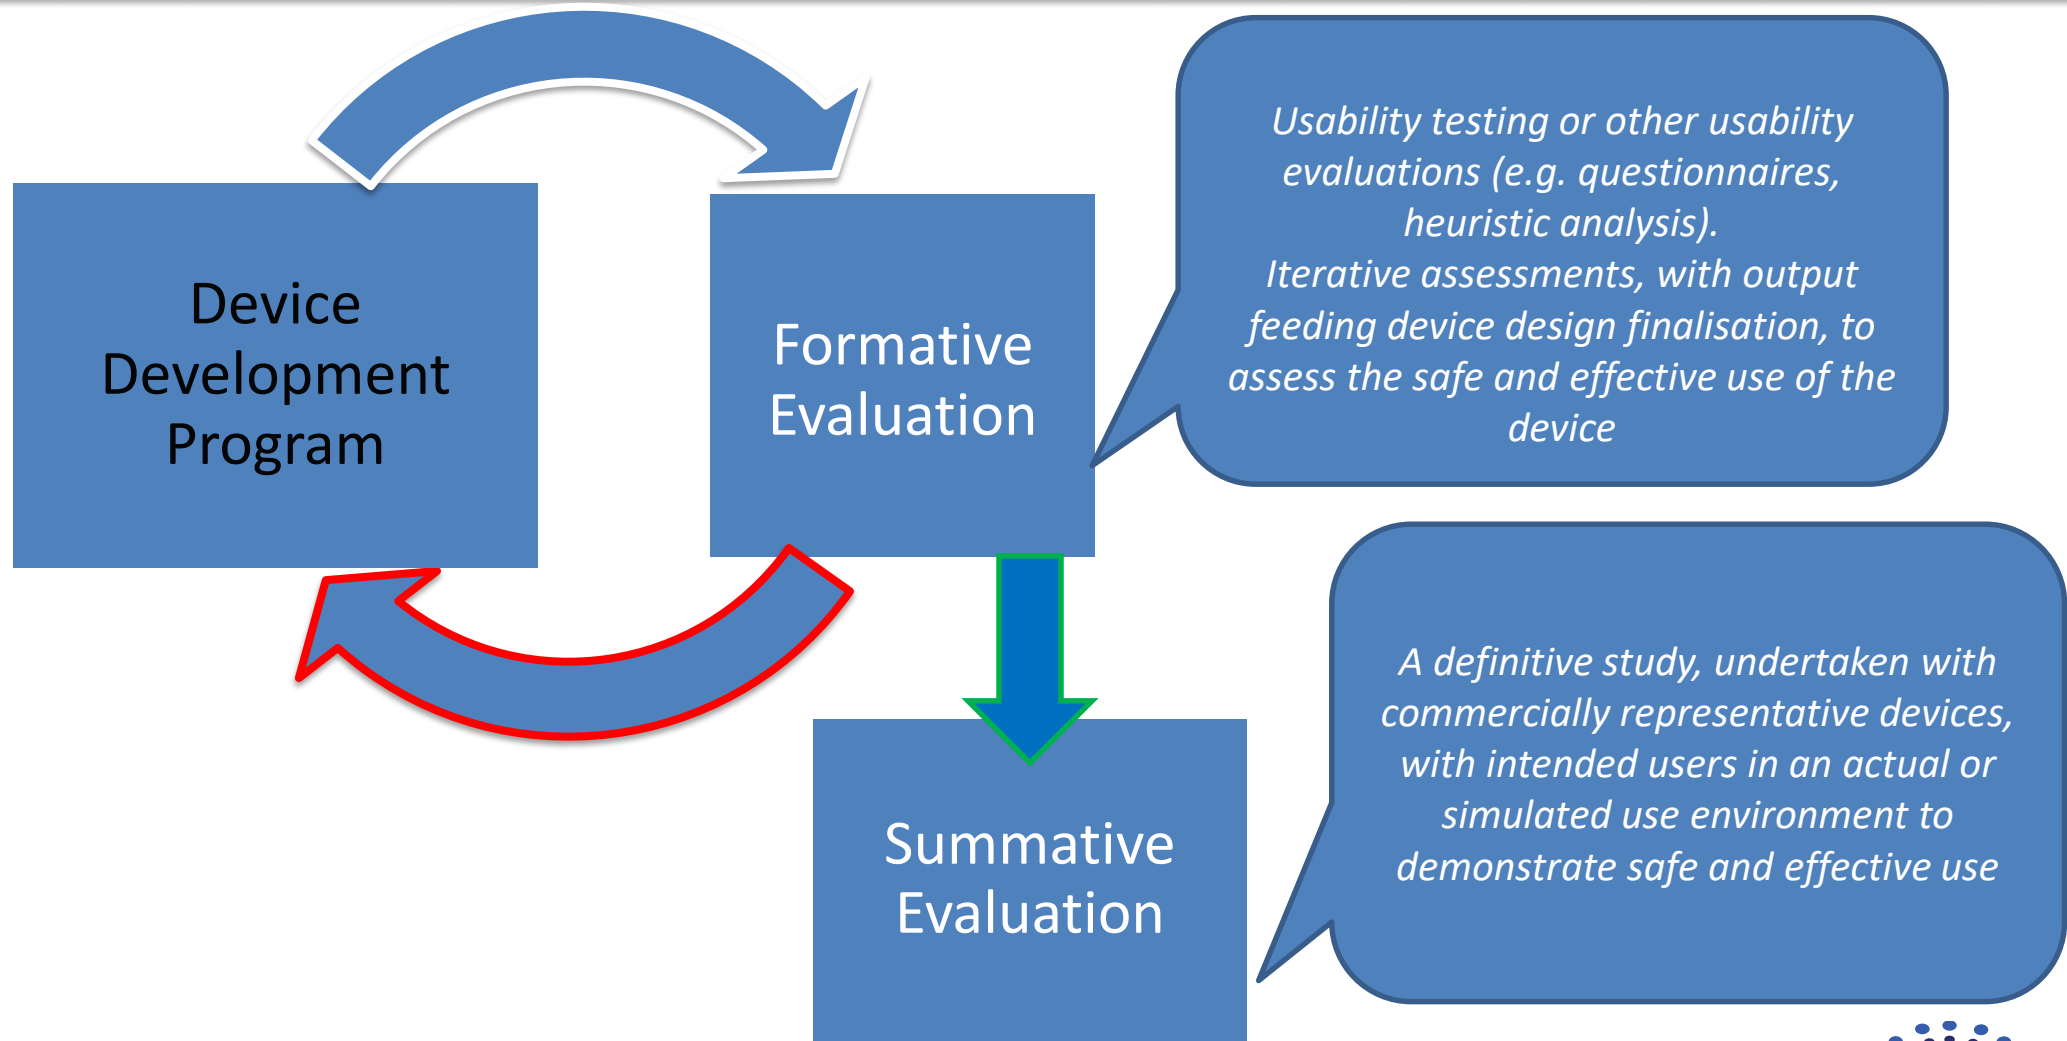 Device
Development
Program
Formative
Evaluation
Usability testing or other usability
evaluations (e.g. questionnaires,
heuristic analysis).
Iterative assessments, with output
feeding device design finalisation, to
assess the safe and effective use of the
device
Summative
Evaluation
A definitive study, undertaken with
commercially representative devices,
with intended users in an actual or
simulated use environment to
demonstrate safe and effective use